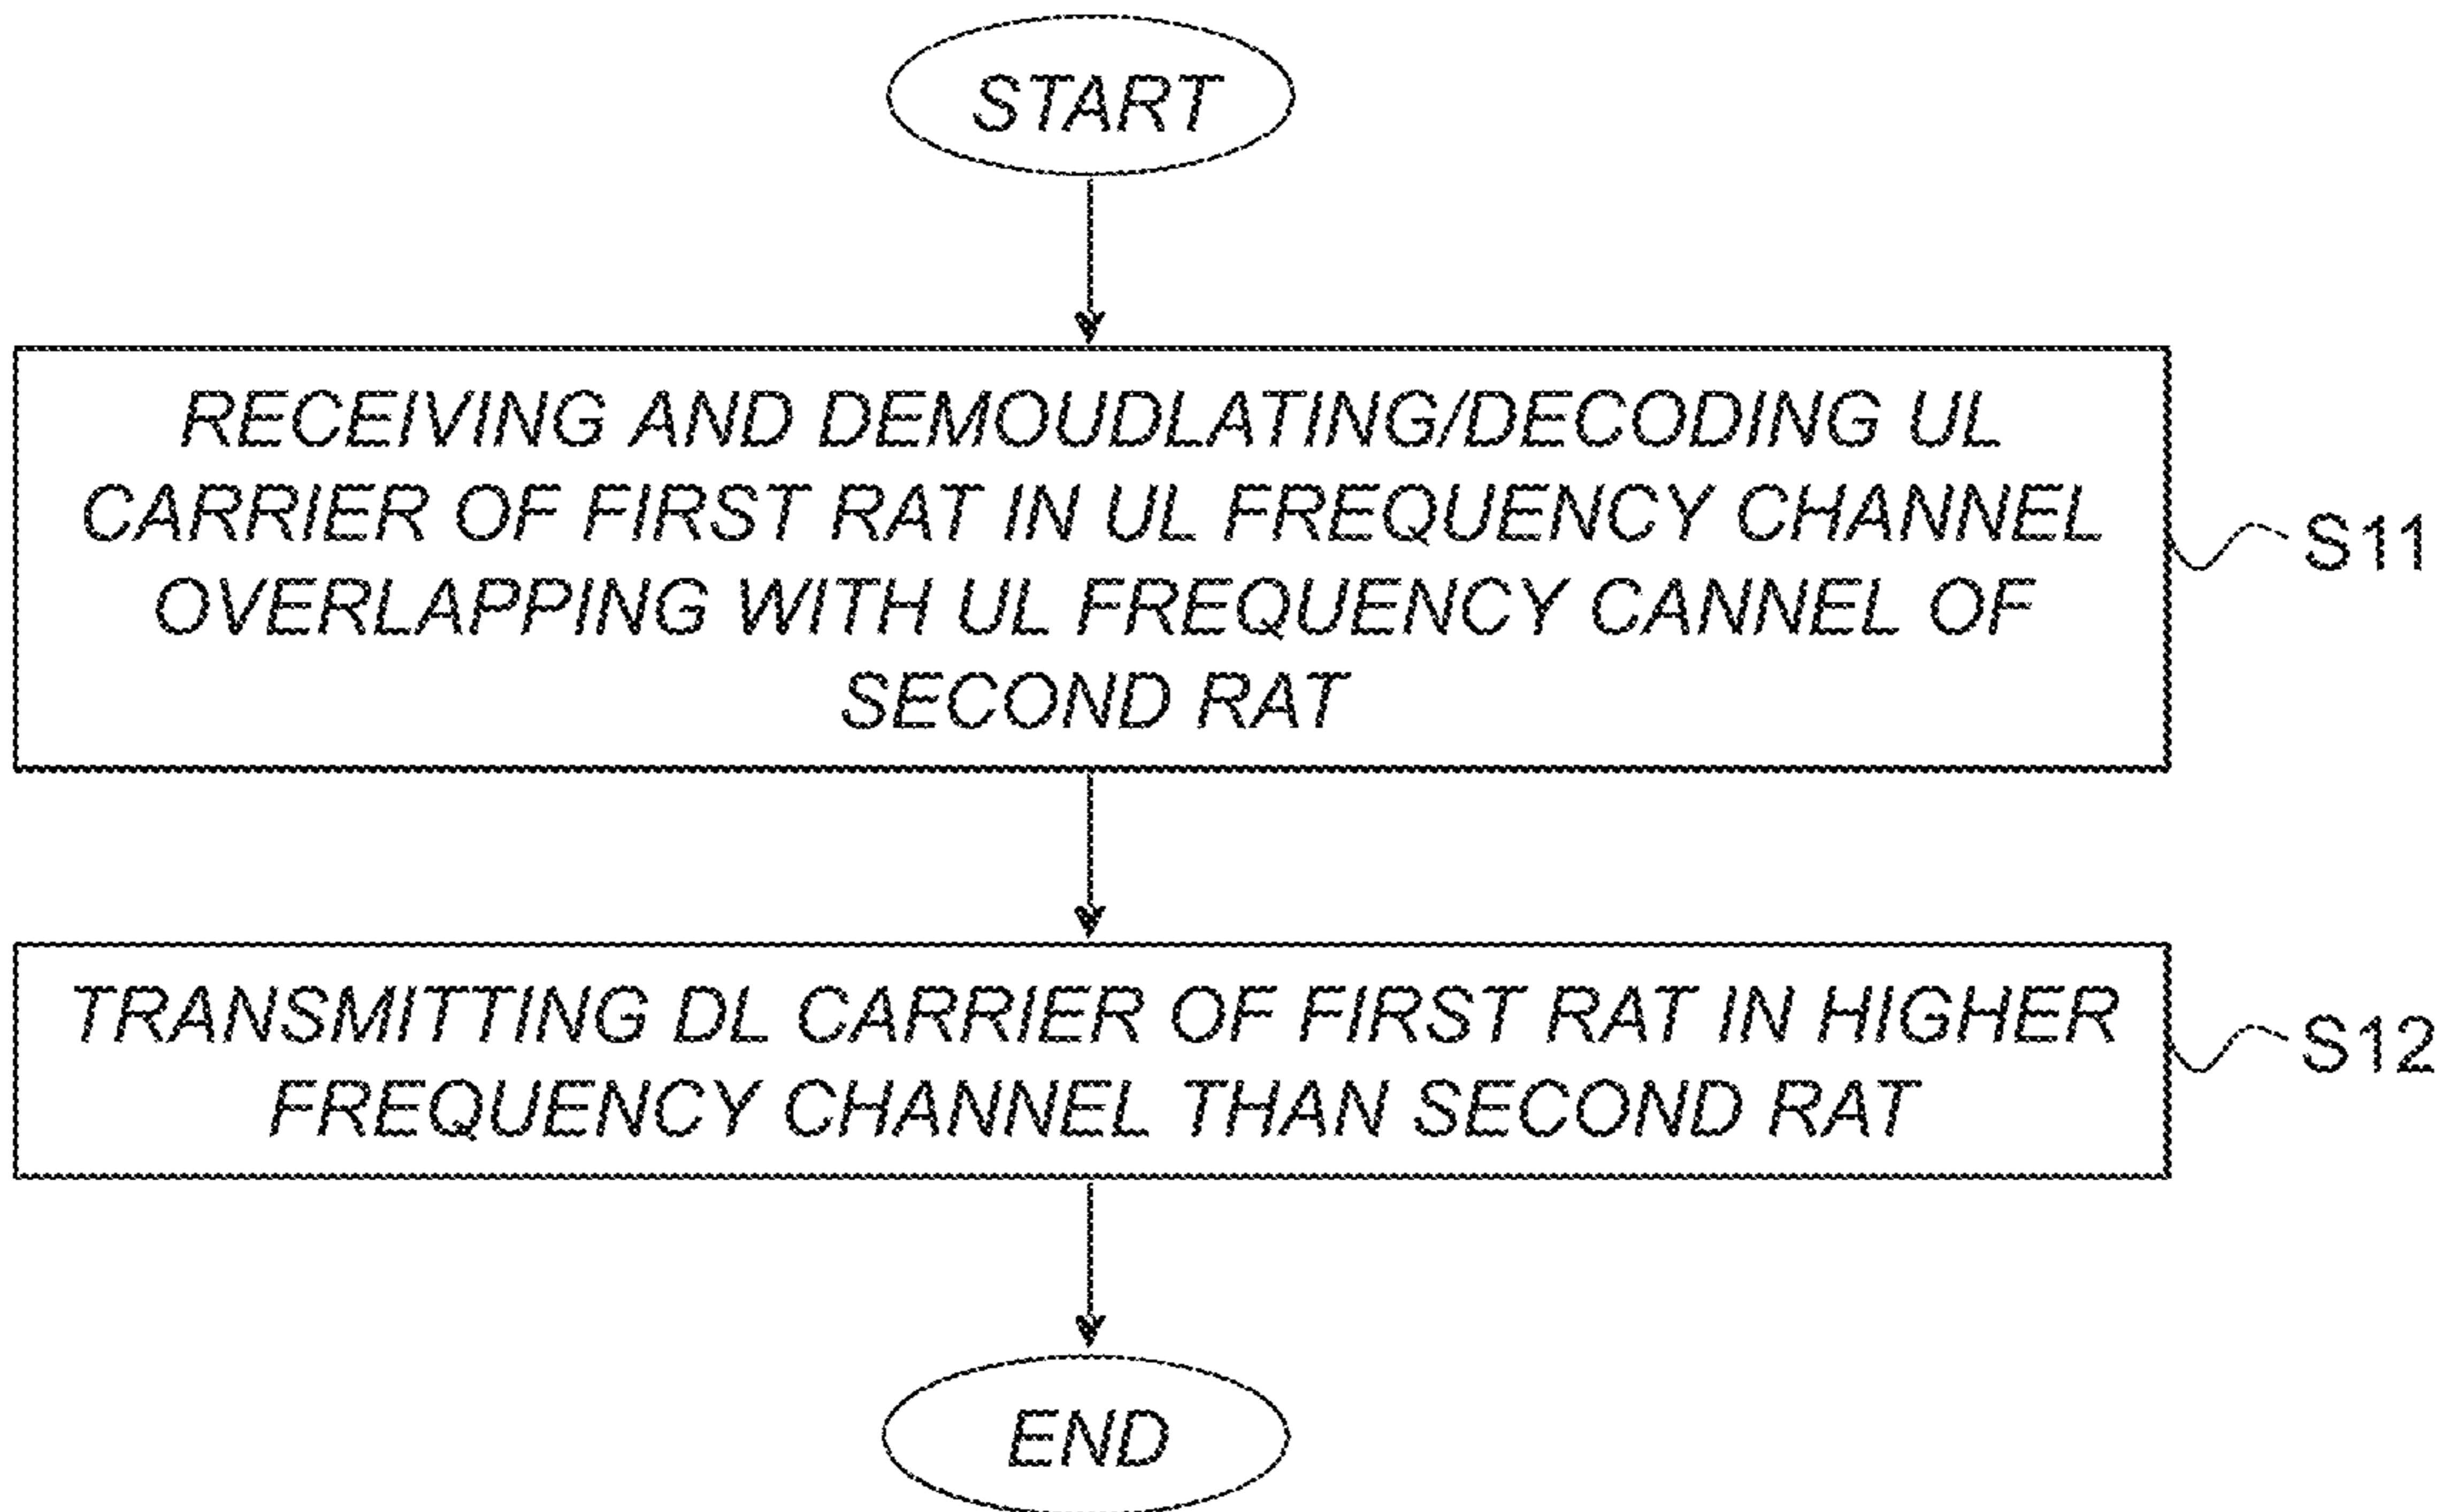 START
RECEIVING AND DEMOUDLATING/DECODING UL
CARRIER OF FIRST RAT IN UL FREQUENCY CHANNEL
OVERLAPPING WITH UL FREQUENCY CANNEL OF
SECOND RAT
S11
TRANSMITTING DL CARRIER OF FIRST RAT IN HIGHER
FREQUENCY CHANNEL THAN SECOND RAT
S12
END